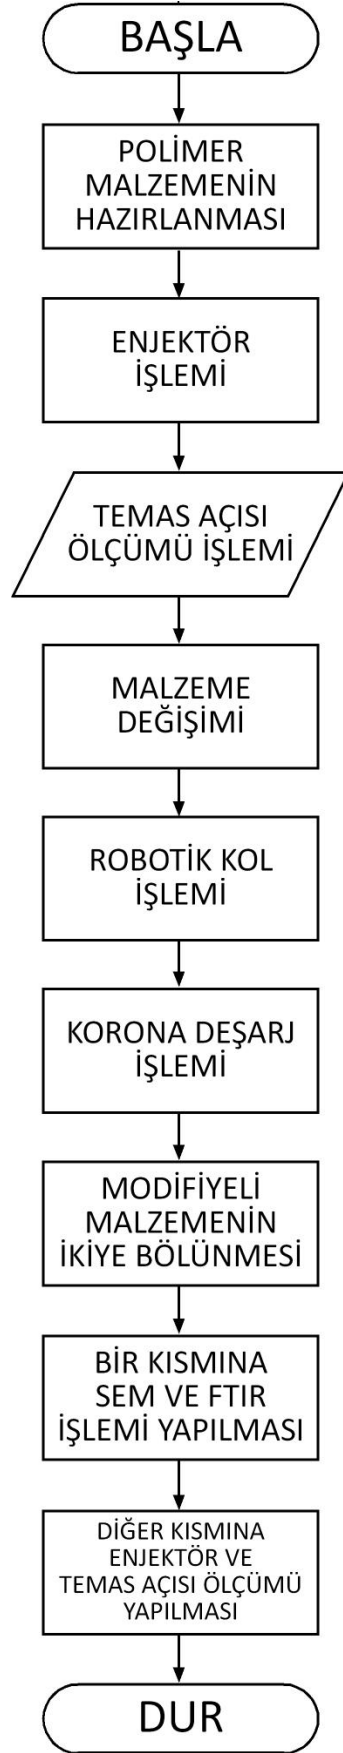 BAŞLA
POLİMER
MALZEMENİN
HAZIRLANMASI
ENJEKTÖR
İŞLEMİ
TEMAS AÇISI
ÖLÇÜMÜ İŞLEMİ
MALZEME
DEĞİŞİMİ
ROBOTİK KOL
İŞLEMİ
KORONA DEŞARJ
İŞLEMİ
MODİFİYELİ
MALZEMENİN
İKİYE BÖLÜNMESİ
BİR KISMINA
SEM VE FTIR
İŞLEMİ YAPILMASI
DİĞER KISMINA
ENJEKTÖR VE
TEMAS AÇISI ÖLÇÜMÜ
YAPILMASI
DUR